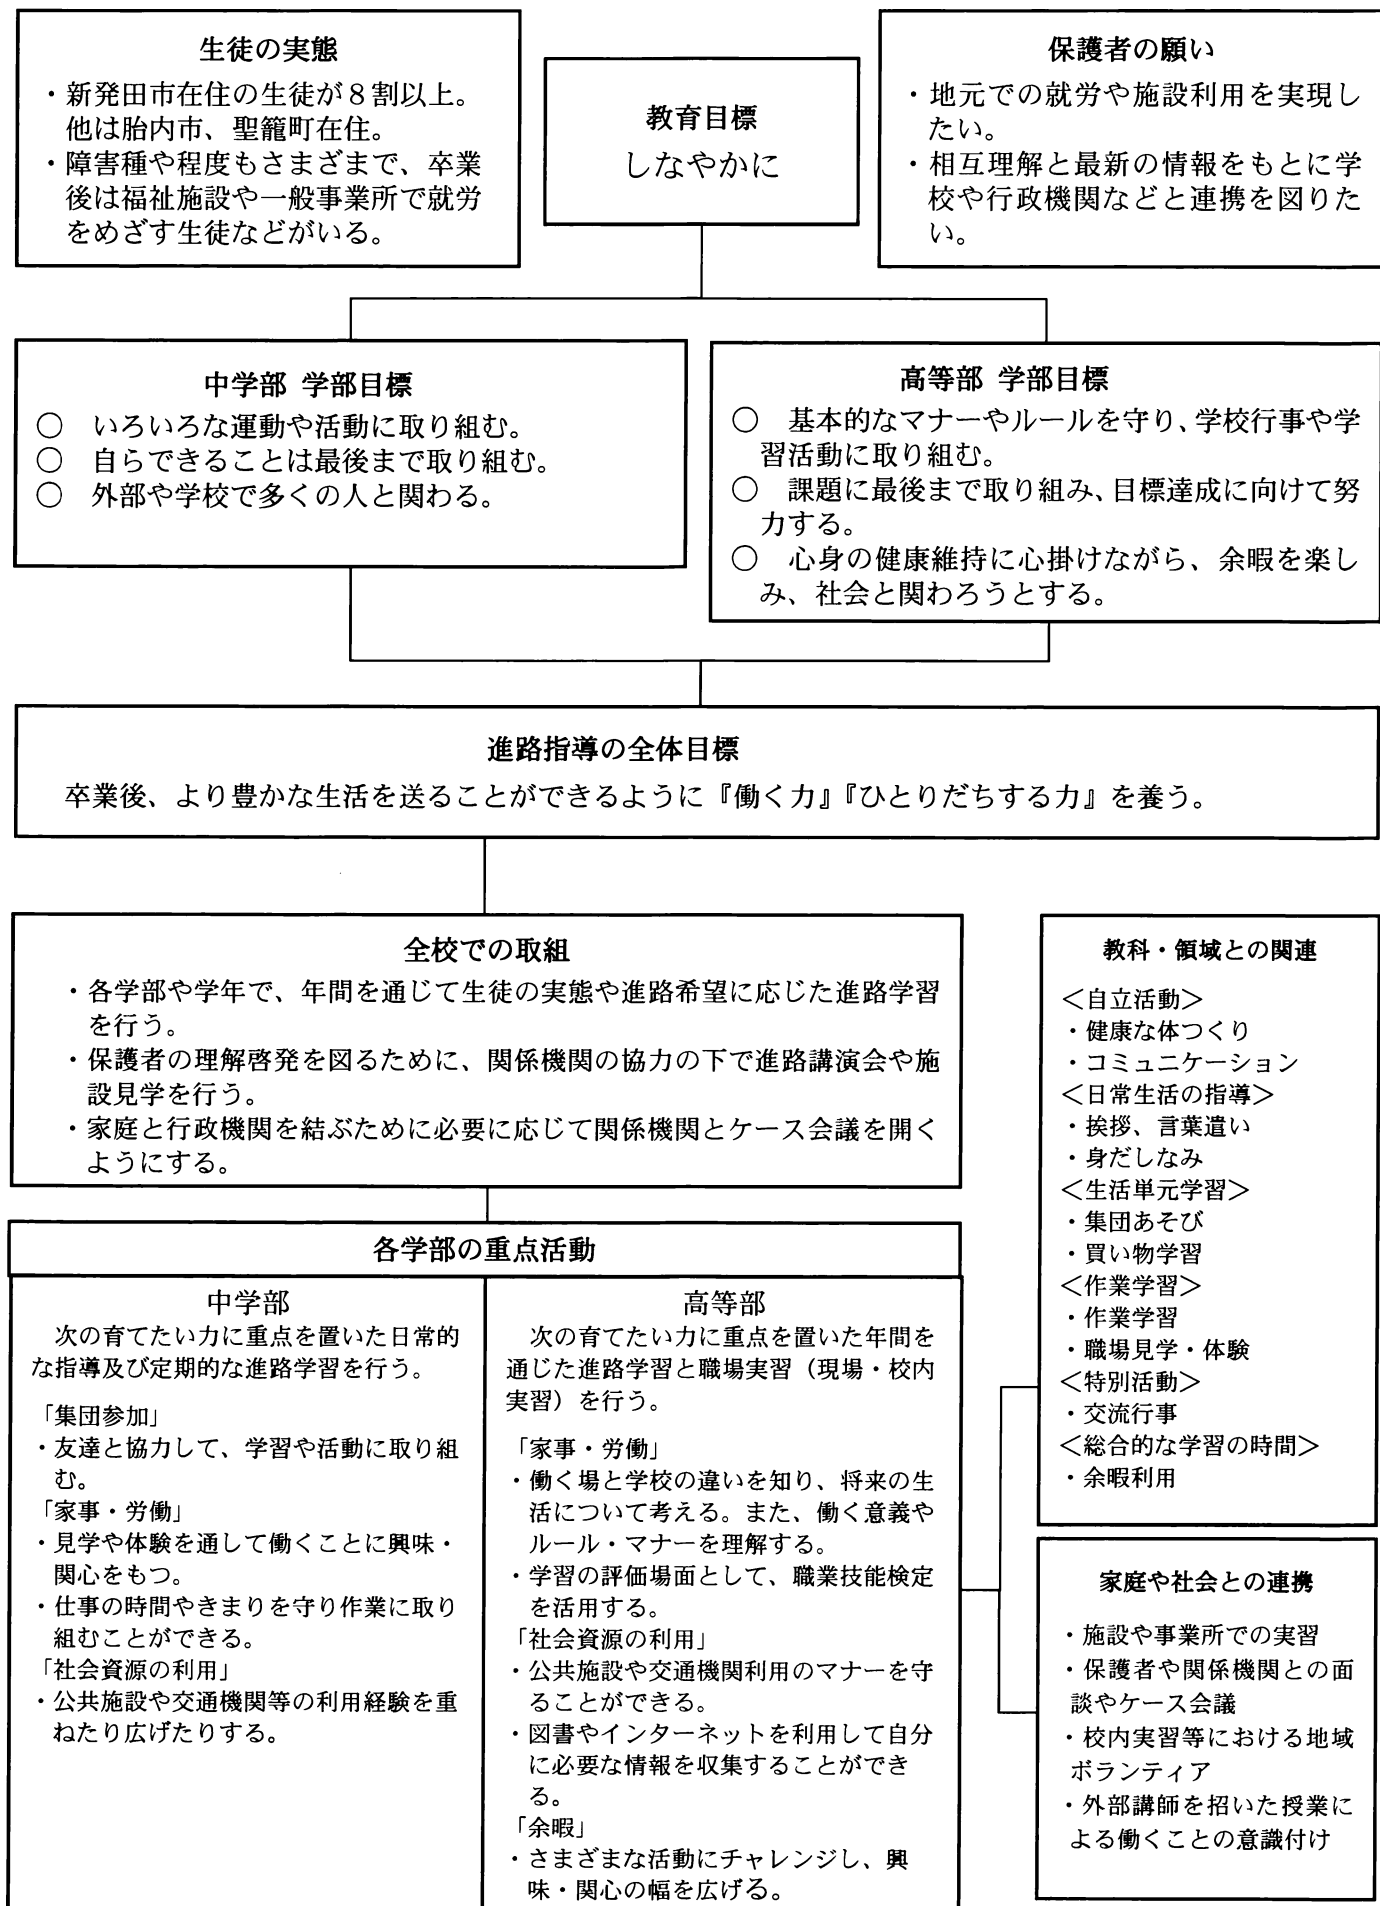 生徒の実態
・新発田市在住の生徒が８割以上。
他は胎内市、聖籠町在住。
・障害種や程度もさまざまで、卒業
後は福祉施設や一般事業所で就労
をめざす生徒などがいる。
教育目標
しなやかに
保護者の願い
・地元での就労や施設利用を実現し
たい。
・相互理解と最新の情報をもとに学
校や行政機関などと連携を図りた
い。
中学部 学部目標
○ いろいろな運動や活動に取り組む。
○ 自らできることは最後まで取り組む。
○ 外部や学校で多くの人と関わる。
高等部 学部目標
○ 基本的なマナーやルールを守り、学校行事や学
習活動に取り組む。
○ 課題に最後まで取り組み、目標達成に向けて努
力する。
○ 心身の健康維持に心掛けながら、余暇を楽し
み、社会と関わろうとする。
進路指導の全体目標
卒業後、より豊かな生活を送ることができるように『働く力』『ひとりだちする力』を養う。
全校での取組
・各学部や学年で、年間を通じて生徒の実態や進路希望に応じた進路学習
を行う。
・保護者の理解啓発を図るために、関係機関の協力の下で進路講演会や施
設見学を行う。
・家庭と行政機関を結ぶために必要に応じて関係機関とケース会議を開く
ようにする。
各学部の重点活動
中学部
次の育てたい力に重点を置いた日常的
な指導及び定期的な進路学習を行う。
「集団参加」
・友達と協力して、学習や活動に取り組
む。
「家事・労働」
・見学や体験を通して働くことに興味・
関心をもつ。
・仕事の時間やきまりを守り作業に取り
組むことができる。
「社会資源の利用」
・公共施設や交通機関等の利用経験を重
ねたり広げたりする。
高等部
次の育てたい力に重点を置いた年間を
通じた進路学習と職場実習（現場・校内
実習）を行う。
「家事・労働」
・働く場と学校の違いを知り、将来の生
活について考える。また、働く意義や
ルール・マナーを理解する。
・学習の評価場面として、職業技能検定
を活用する。
「社会資源の利用」
・公共施設や交通機関利用のマナーを守
ることができる。
・図書やインターネットを利用して自分
に必要な情報を収集することができ
る。
「余暇」
・さまざまな活動にチャレンジし、興
味・関心の幅を広げる。
教科・領域との関連
＜自立活動＞
・健康な体つくり
・コミュニケーション
＜日常生活の指導＞
・挨拶、言葉遣い
・身だしなみ
＜生活単元学習＞
・集団あそび
・買い物学習
＜作業学習＞
・作業学習
・職場見学・体験
＜特別活動＞
・交流行事
＜総合的な学習の時間＞
・余暇利用
家庭や社会との連携
・施設や事業所での実習
・保護者や関係機関との面
談やケース会議
・校内実習等における地域
ボランティア
・外部講師を招いた授業に
よる働くことの意識付け